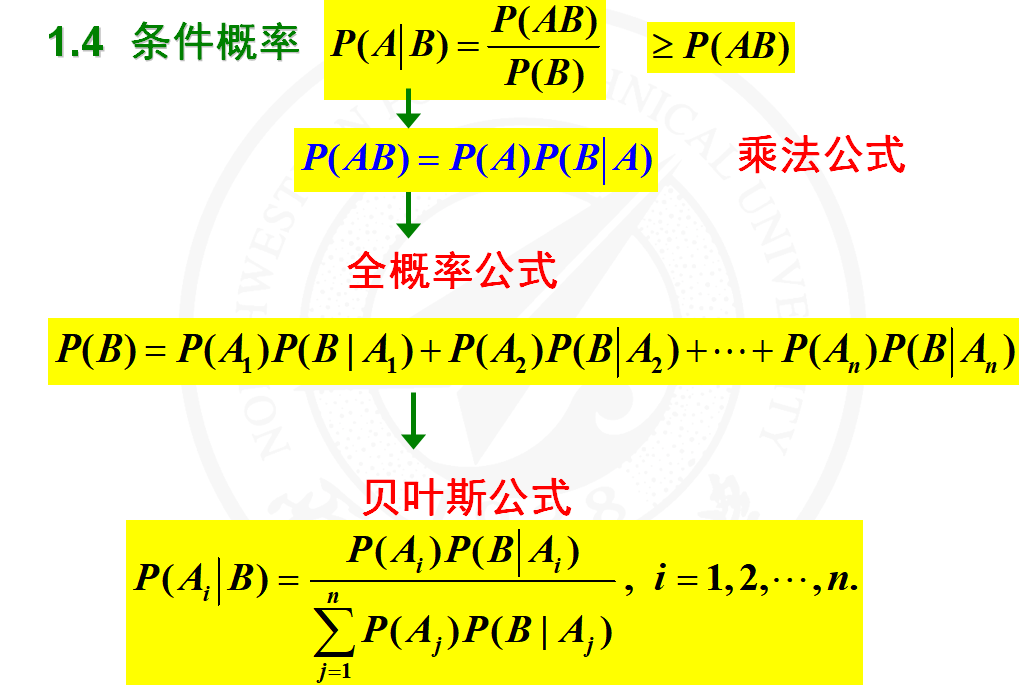 1.4 条件概率 P(A|B) = P(AB)/P(B) ≥ P(AB)
P(AB) = P(A)P(B|A) 乘法公式
全概率公式
P(B) = P(A₁)P(B | A₁) + P(A₂)P(B|A₂) + ⋯ + P(Aₙ)P(B|Aₙ)
贝叶斯公式
P(Aᵢ|B) = P(Aᵢ)P(B|Aᵢ) / ∑ⱼ₌₁ⁿ P(Aⱼ)P(B | Aⱼ) , i = 1,2,⋯,n.